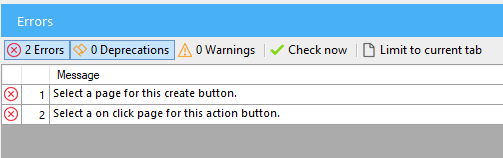 Errors
2 Errors 0 Deprecations 0 Warnings Check now Limit to current tab
Message
1 Select a page for this create button.
2 Select a on click page for this action button.